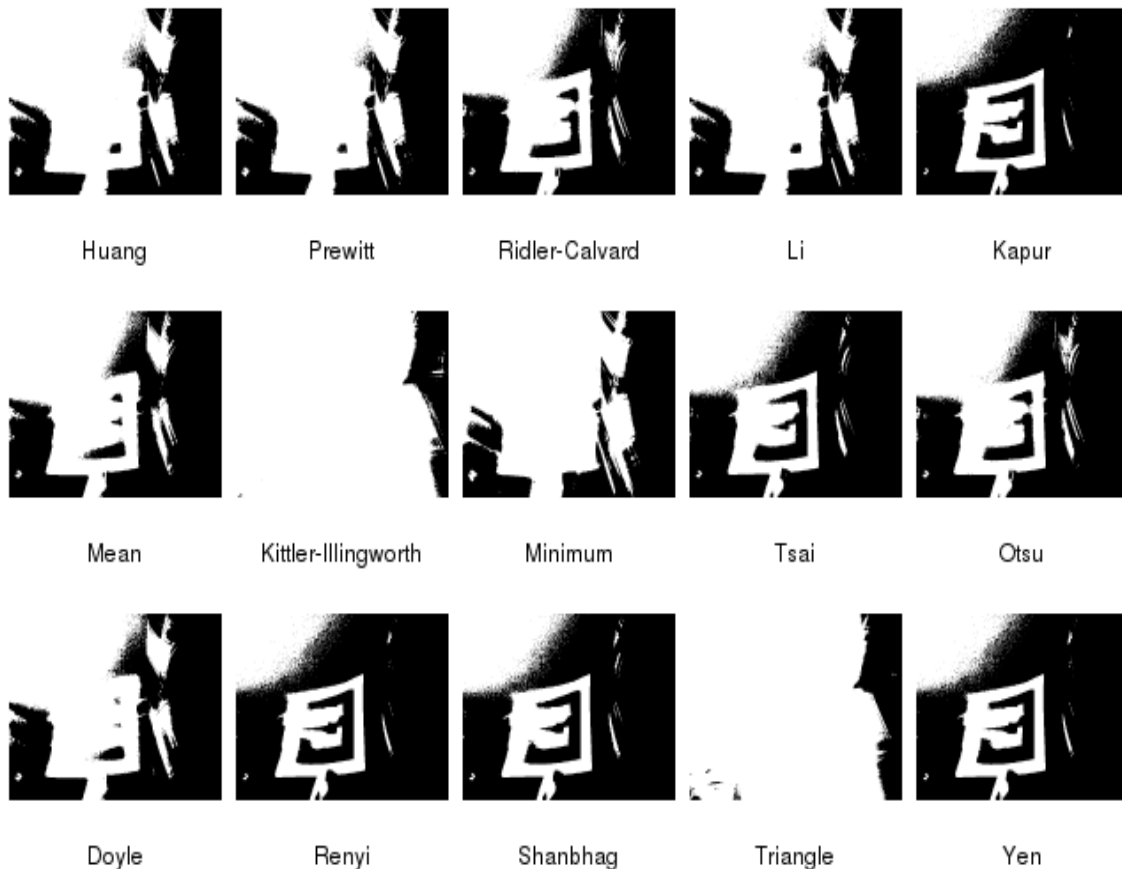 Huang Prewitt Ridler-Calvard Li Kapur
Mean Kittler-Illingworth Minimum Tsai Otsu
Doyle Renyi Shanbhag Triangle Yen